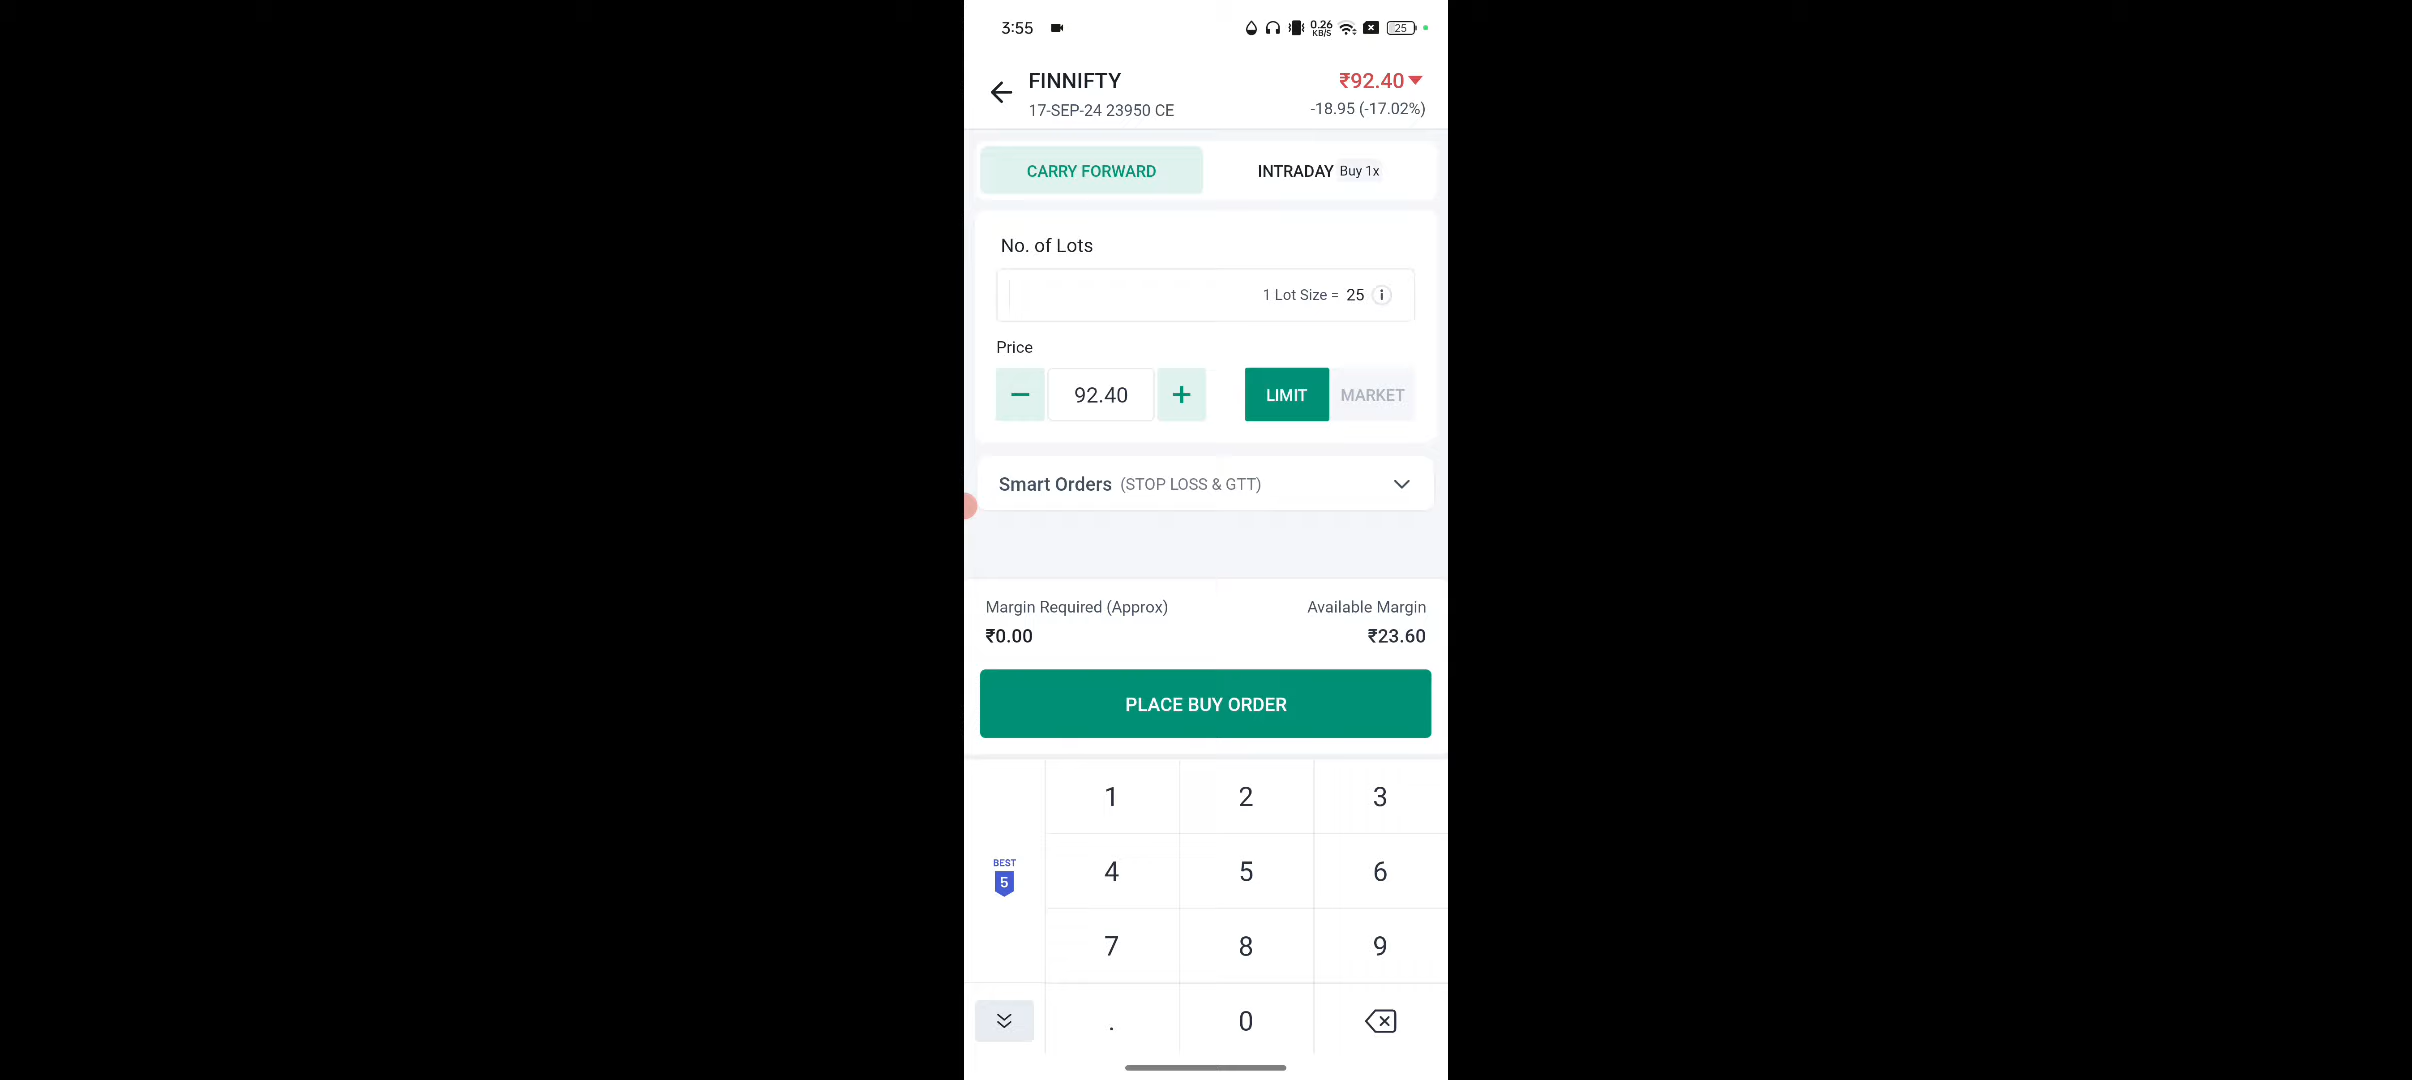 3:55
0.26
KB/S
25
FINNIFTY
₹92.40
17-SEP-24 23950 CE
-18.95 (-17.02%)
CARRY FORWARD
INTRADAY Buy 1x
No. of Lots
1 Lot Size = 25
Price
92.40
LIMIT
MARKET
Smart Orders (STOP LOSS & GTT)
Margin Required (Approx)
Available Margin
₹0.00
₹23.60
PLACE BUY ORDER
1 2 3
BEST
5
4 5 6
7 8 9
. 0